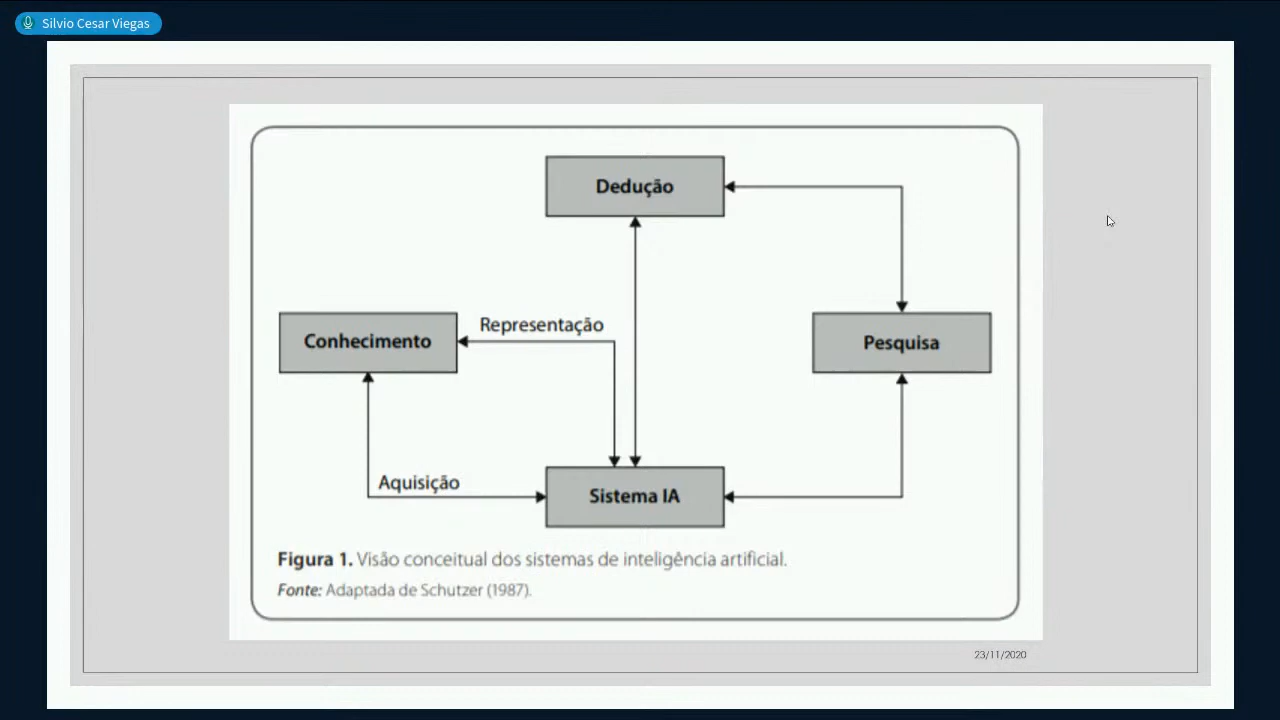 Silvio Cesar Viegas
Dedução
Representação
Conhecimento
Pesquisa
Aquisição
Sistema IA
Figura 1. Visão conceitual dos sistemas de inteligência artificial.
Fonte: Adaptada de Schutzer (1987).
23/11/2020